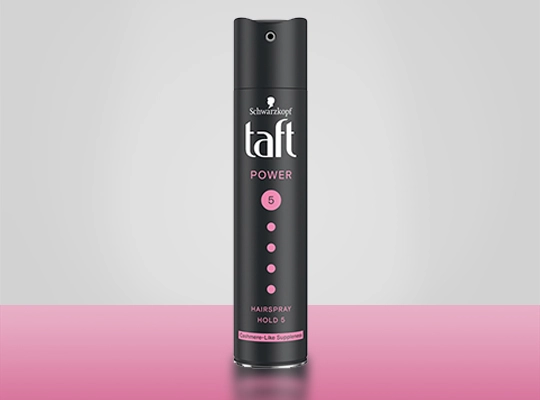 Schwarzkopf
taft
POWER
5
HAIRSPRAY
HOLD 5
Cashmere-Like Suppleness